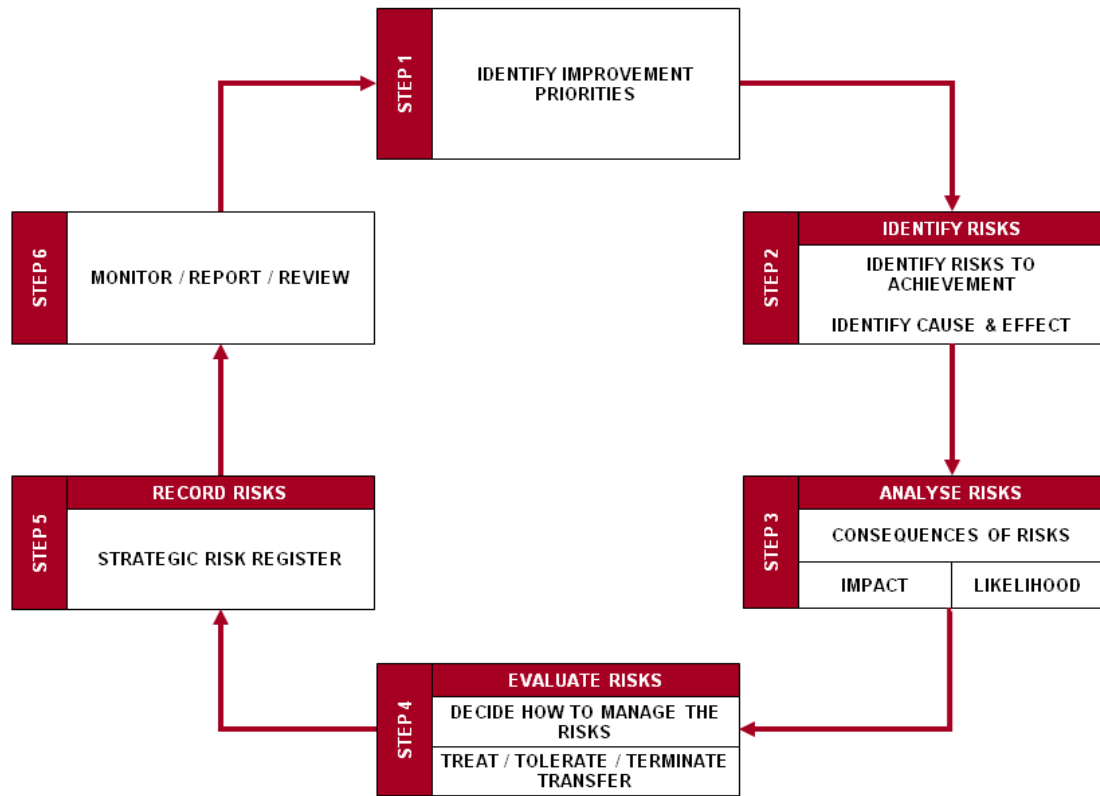 STEP 1
IDENTIFY IMPROVEMENT
PRIORITIES
STEP 2
IDENTIFY RISKS
IDENTIFY RISKS TO
ACHIEVEMENT
IDENTIFY CAUSE & EFFECT
STEP 3
ANALYSE RISKS
CONSEQUENCES OF RISKS
IMPACT
LIKELIHOOD
STEP 4
EVALUATE RISKS
DECIDE HOW TO MANAGE THE
RISKS
TREAT / TOLERATE / TERMINATE
TRANSFER
STEP 5
RECORD RISKS
STRATEGIC RISK REGISTER
STEP 6
MONITOR / REPORT / REVIEW